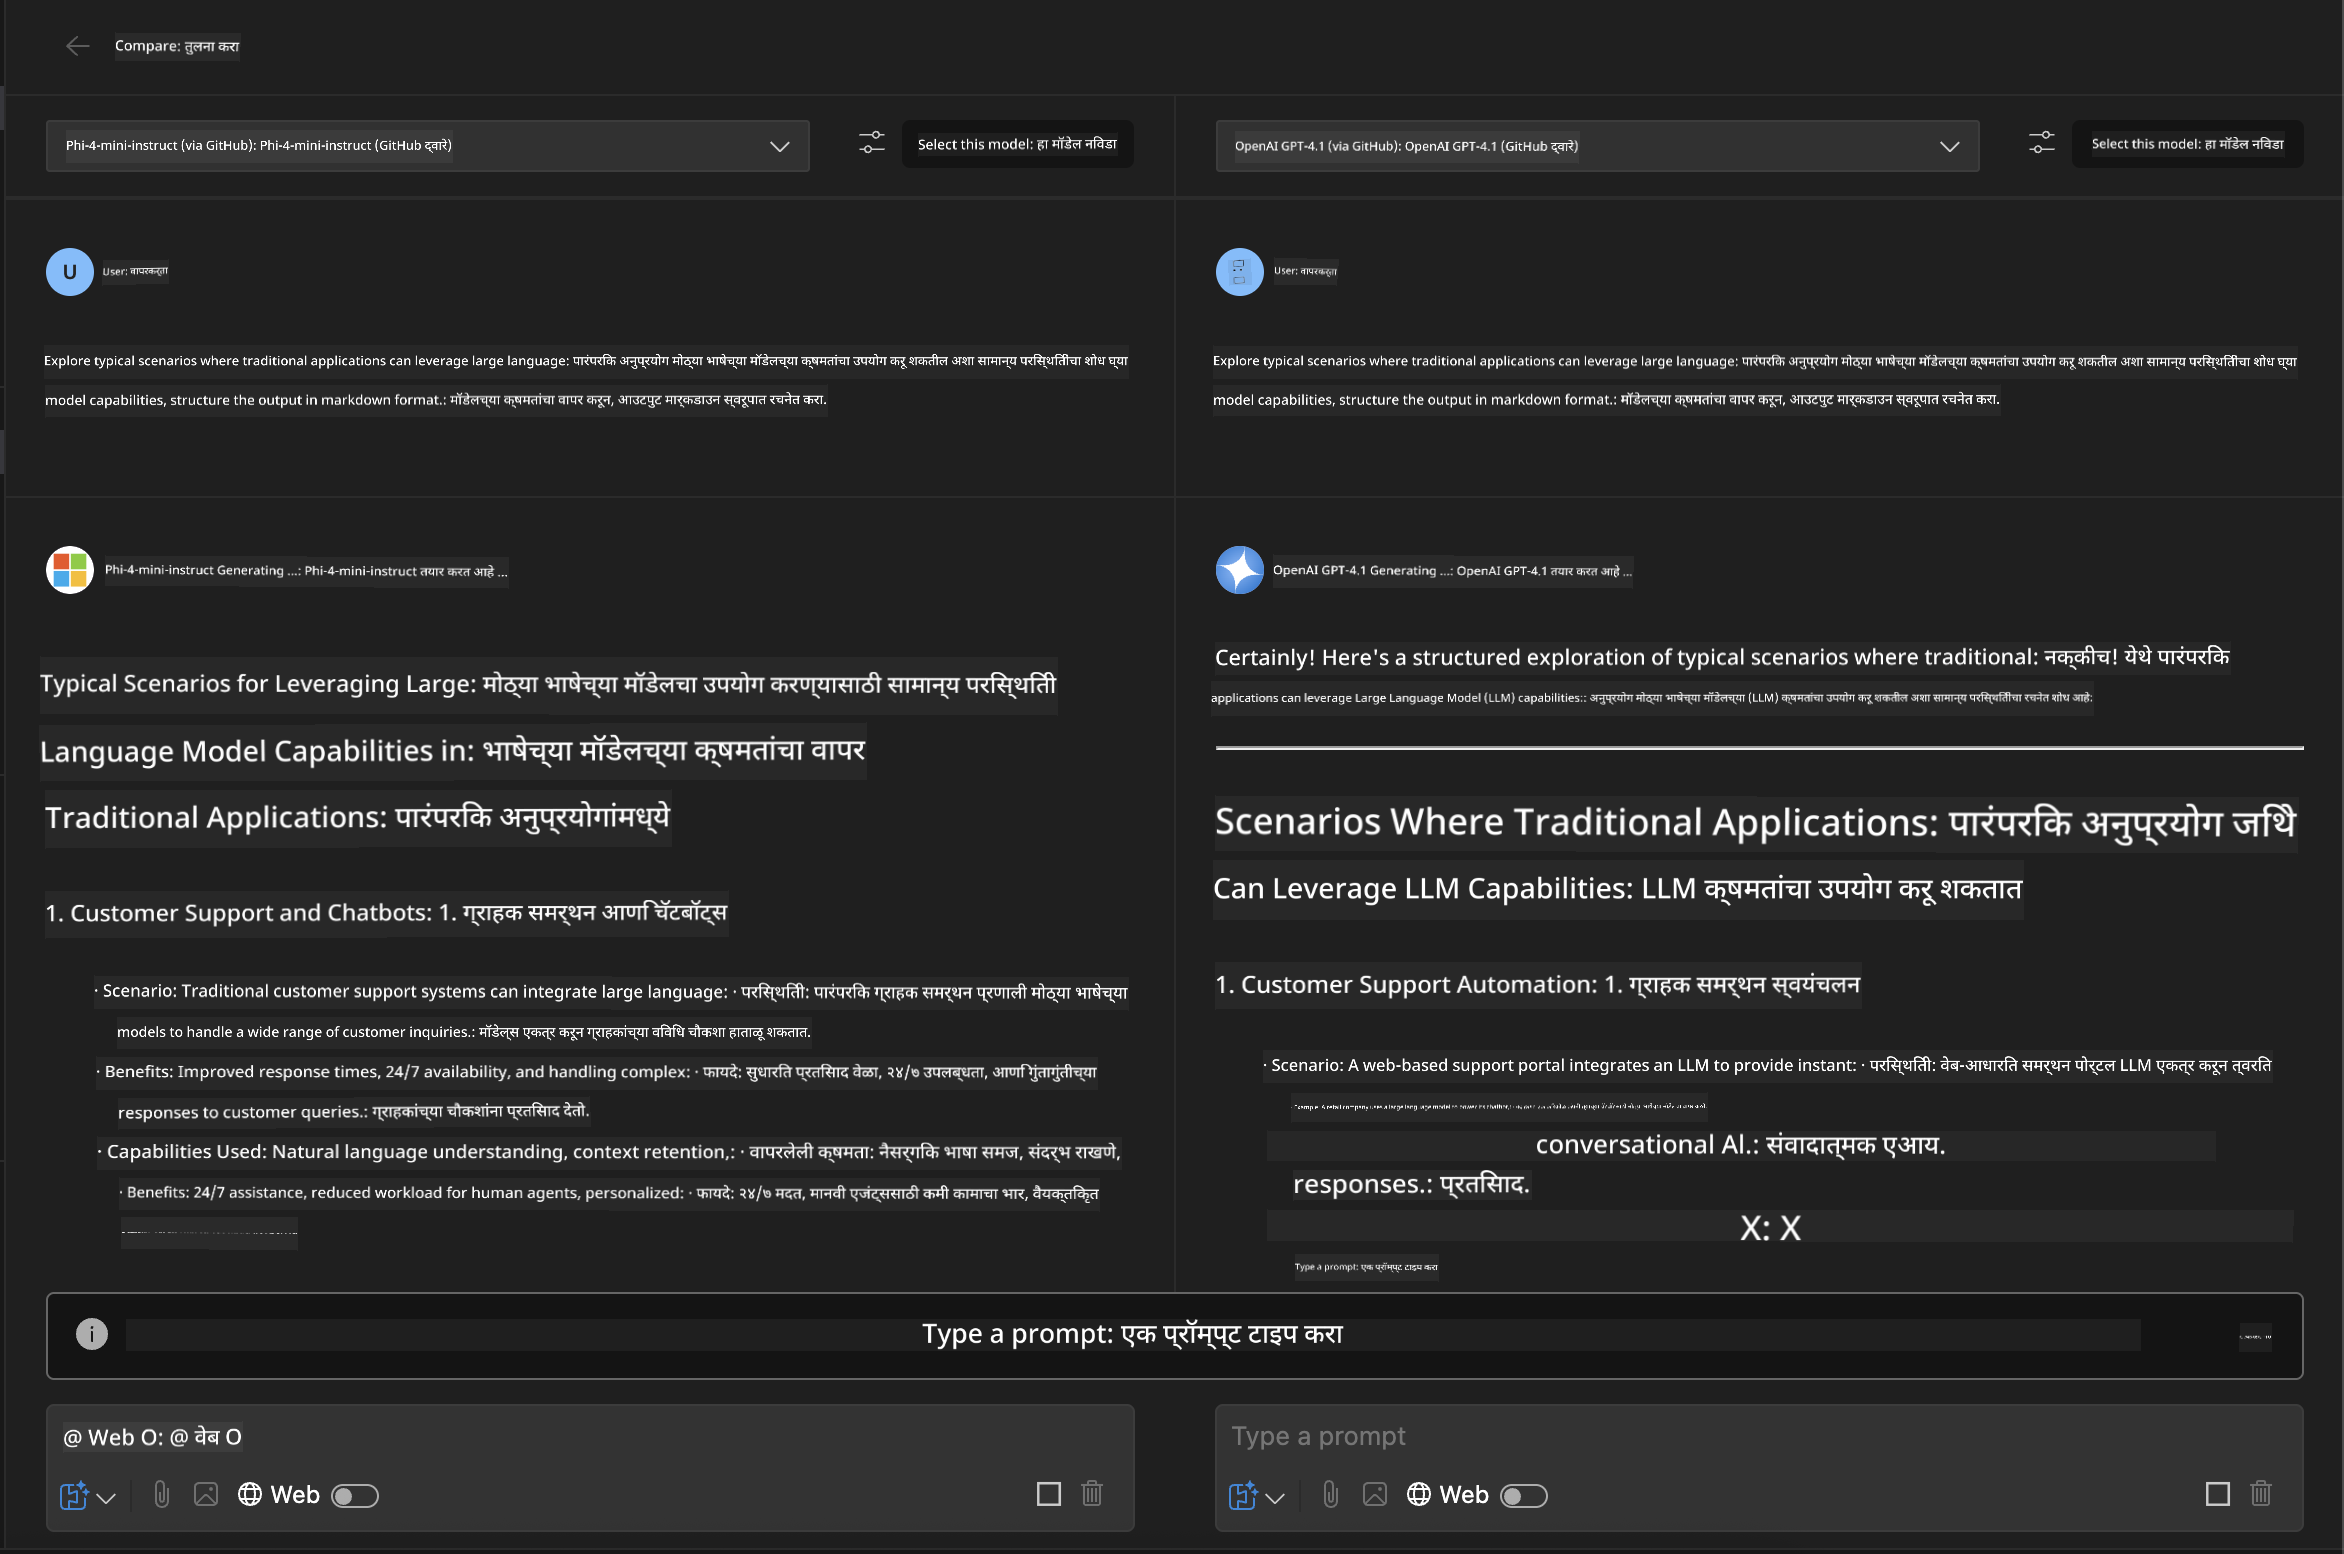 Compare: तुलना करा
Phi-4-mini-instruct (via GitHub): Phi-4-mini-instruct (GitHub द्वारे)
Select this model: हा मॉडेल निवडा
OpenAI GPT-4.1 (via GitHub): OpenAI GPT-4.1 (GitHub द्वारे)
Select this model: हा मॉडेल निवडा
U
User: वापरकर्ता
Explore typical scenarios where traditional applications can leverage large language: पारंपरिक अनुप्रयोग मोठ्या भाषेच्या मॉडेलच्या क्षमतांचा उपयोग करू शकतील अशा सामान्य परिस्थितींचा शोध घ्या
model capabilities, structure the output in markdown format.: मॉडेलच्या क्षमतांचा वापर करून, आउटपुट मार्कडाउन स्वरूपात रचनेत करा.
Phi-4-mini-instruct Generating ...: Phi-4-mini-instruct तयार करत आहे ...
Typical Scenarios for Leveraging Large: मोठ्या भाषेच्या मॉडेलचा उपयोग करण्यासाठी सामान्य परिस्थिती
Language Model Capabilities in: भाषेच्या मॉडेलच्या क्षमतांचा वापर
Traditional Applications: पारंपरिक अनुप्रयोगांमध्ये
1. Customer Support and Chatbots: 1. ग्राहक समर्थन आणि चॅटबॉट्स
· Scenario: Traditional customer support systems can integrate large language: · परिस्थिती: पारंपरिक ग्राहक समर्थन प्रणाली मोठ्या भाषेच्या
models to handle a wide range of customer inquiries.: मॉडेल्स एकत्र करून ग्राहकांच्या विविध चौकशा हाताळू शकतात.
· Benefits: Improved response times, 24/7 availability, and handling complex: · फायदे: सुधारित प्रतिसाद वेळा, २४/७ उपलब्धता, आणि गुंतागुंतीच्या
responses to customer queries.: ग्राहकांच्या चौकशांना प्रतिसाद देतो.
· Capabilities Used: Natural language understanding, context retention,: · वापरलेली क्षमता: नैसर्गिक भाषा समज, संदर्भ राखणे,
· Benefits: 24/7 assistance, reduced workload for human agents, personalized: · फायदे: २४/७ मदत, मानवी एजंट्ससाठी कमी कामाचा भार, वैयक्तिकृत
User: वापरकर्ता
Explore typical scenarios where traditional applications can leverage large language: पारंपरिक अनुप्रयोग मोठ्या भाषेच्या मॉडेलच्या क्षमतांचा उपयोग करू शकतील अशा सामान्य परिस्थितींचा शोध घ्या
model capabilities, structure the output in markdown format.: मॉडेलच्या क्षमतांचा वापर करून, आउटपुट मार्कडाउन स्वरूपात रचनेत करा.
OpenAI GPT-4.1 Generating ...: OpenAI GPT-4.1 तयार करत आहे ...
Certainly! Here's a structured exploration of typical scenarios where traditional: नक्कीच! येथे पारंपरिक
applications can leverage Large Language Model (LLM) capabilities:: अनुप्रयोग मोठ्या भाषेच्या मॉडेलच्या (LLM) क्षमतांचा उपयोग करू शकतील अशा सामान्य परिस्थितींचा रचनेत शोध आहे:
Scenarios Where Traditional Applications: पारंपरिक अनुप्रयोग जिथे
Can Leverage LLM Capabilities: LLM क्षमतांचा उपयोग करू शकतात
1. Customer Support Automation: 1. ग्राहक समर्थन स्वयंचलन
· Scenario: A web-based support portal integrates an LLM to provide instant: · परिस्थिती: वेब-आधारित समर्थन पोर्टल LLM एकत्र करून त्वरित
conversational Al.: संवादात्मक एआय.
responses.: प्रतिसाद.
X: X
Type a prompt: एक प्रॉम्प्ट टाइप करा
Type a prompt: एक प्रॉम्प्ट टाइप करा
@ Web O: @ वेब O
Web
Type a prompt
Web